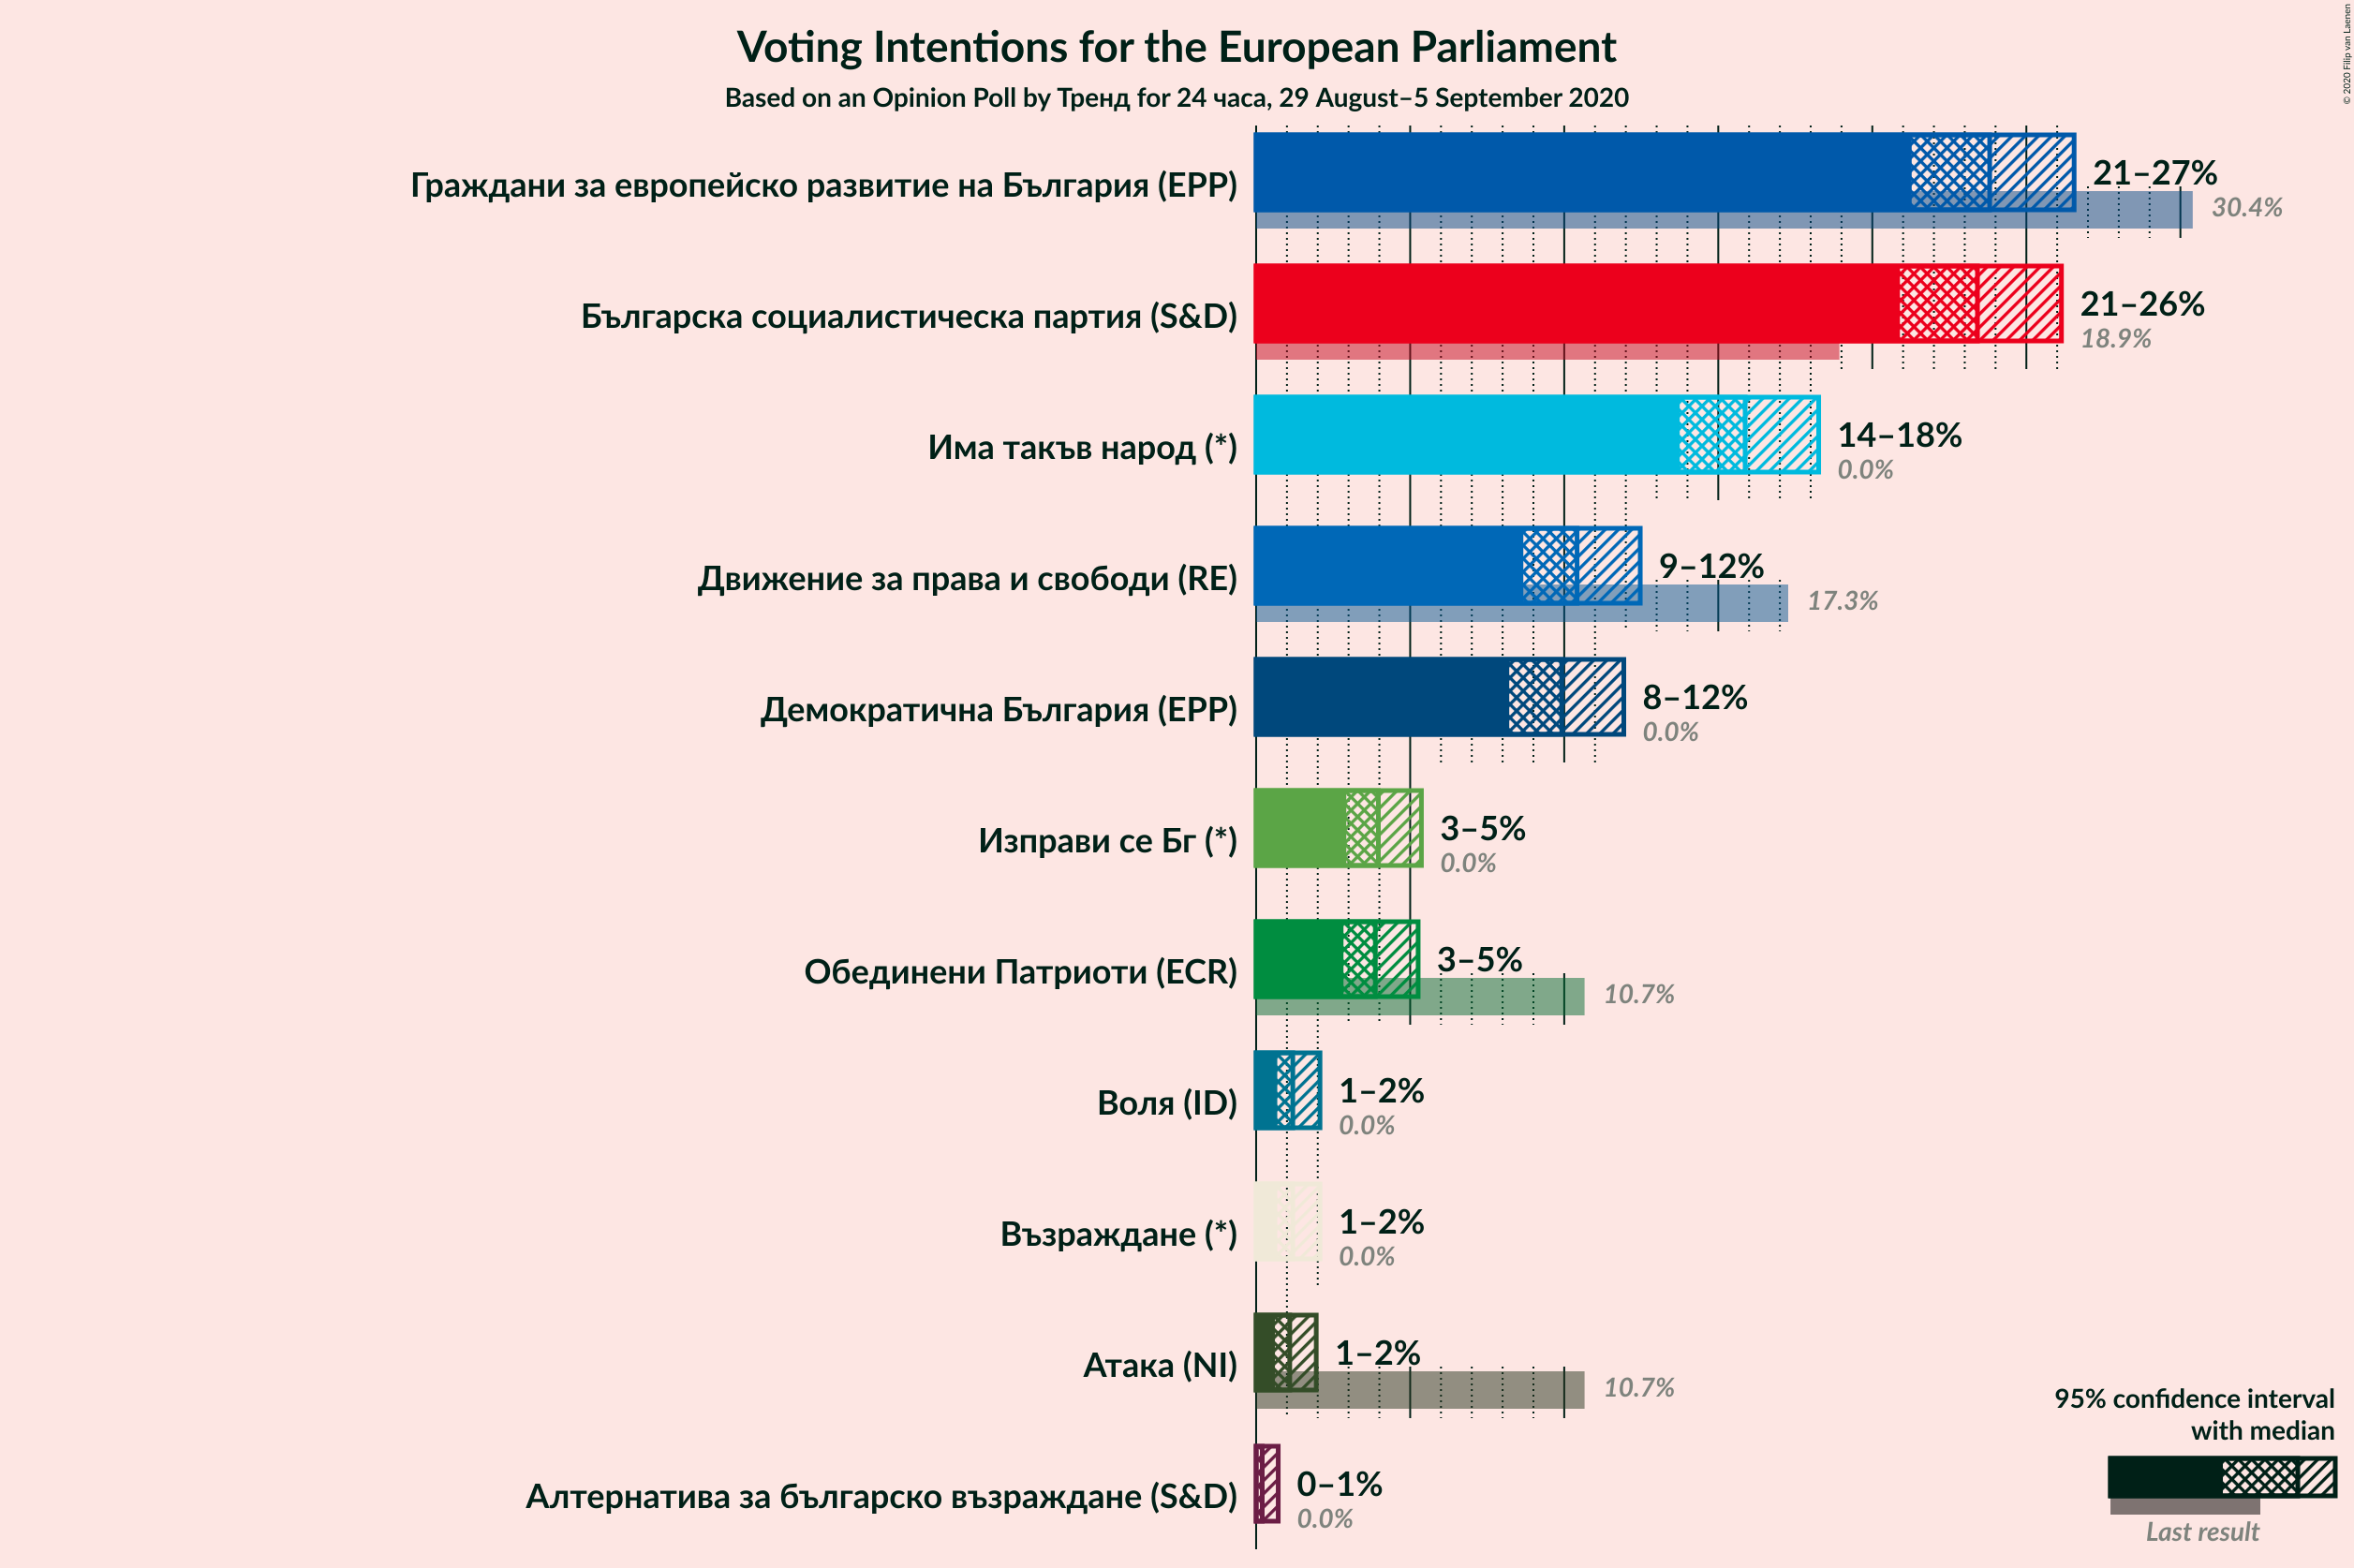 © 2020 Filip van Laenen
Voting Intentions for the European Parliament
Based on an Opinion Poll by Тренд for 24 часа, 29 August–5 September 2020
Граждани за европейско развитие на България (EPP)
21–27%
30.4%
Българска социалистическа партия (S&D)
21–26%
18.9%
Има такъв народ (*)
14–18%
0.0%
Движение за права и свободи (RE)
9–12%
17.3%
Демократична България (EPP)
8–12%
0.0%
Изправи се Бг (*)
3–5%
0.0%
Обединени Патриоти (ECR)
3–5%
10.7%
Воля (ID)
1–2%
0.0%
Възраждане (*)
1–2%
0.0%
Атака (NI)
1–2%
10.7%
Алтернатива за българско възраждане (S&D)
0–1%
0.0%
95% confidence interval
with median
Last result